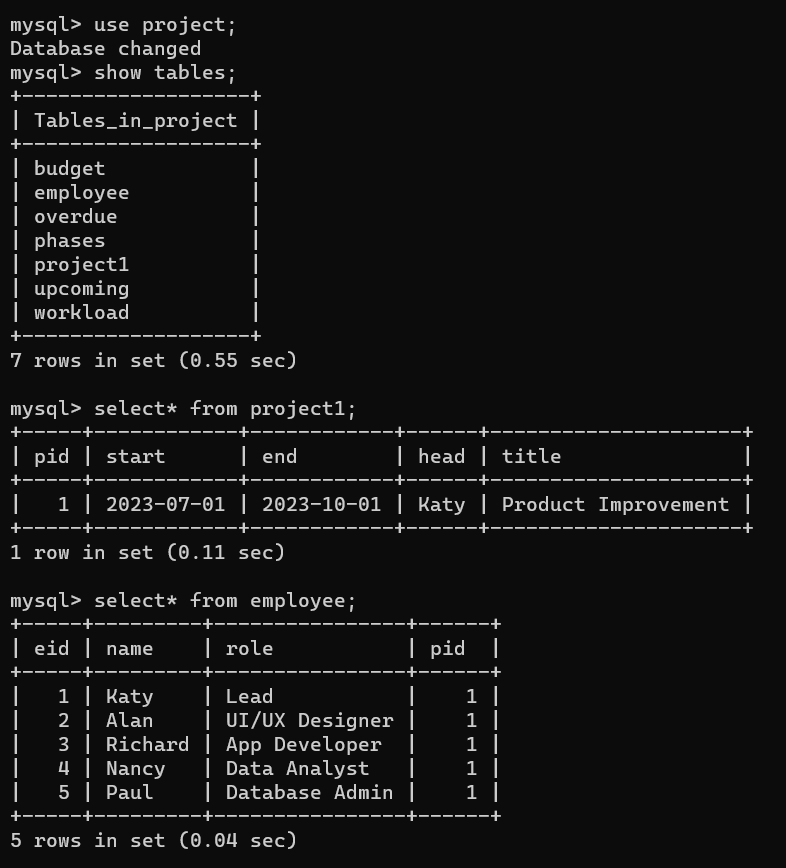 mysql> use project;
Database changed
mysql> show tables;
+-------------------+
| Tables_in_project |
+-------------------+
| budget            |
| employee          |
| overdue           |
| phases            |
| project1          |
| upcoming          |
| workload          |
+-------------------+
7 rows in set (0.55 sec)

mysql> select* from project1;
+-----+------------+------------+------+---------------------+
| pid | start      | end        | head | title               |
+-----+------------+------------+------+---------------------+
|   1 | 2023-07-01 | 2023-10-01 | Katy | Product Improvement |
+-----+------------+------------+------+---------------------+
1 row in set (0.11 sec)

mysql> select* from employee;
+-----+---------+----------------+------+
| eid | name    | role           | pid  |
+-----+---------+----------------+------+
|   1 | Katy    | Lead           |    1 |
|   2 | Alan    | UI/UX Designer |    1 |
|   3 | Richard | App Developer  |    1 |
|   4 | Nancy   | Data Analyst   |    1 |
|   5 | Paul    | Database Admin |    1 |
+-----+---------+----------------+------+
5 rows in set (0.04 sec)